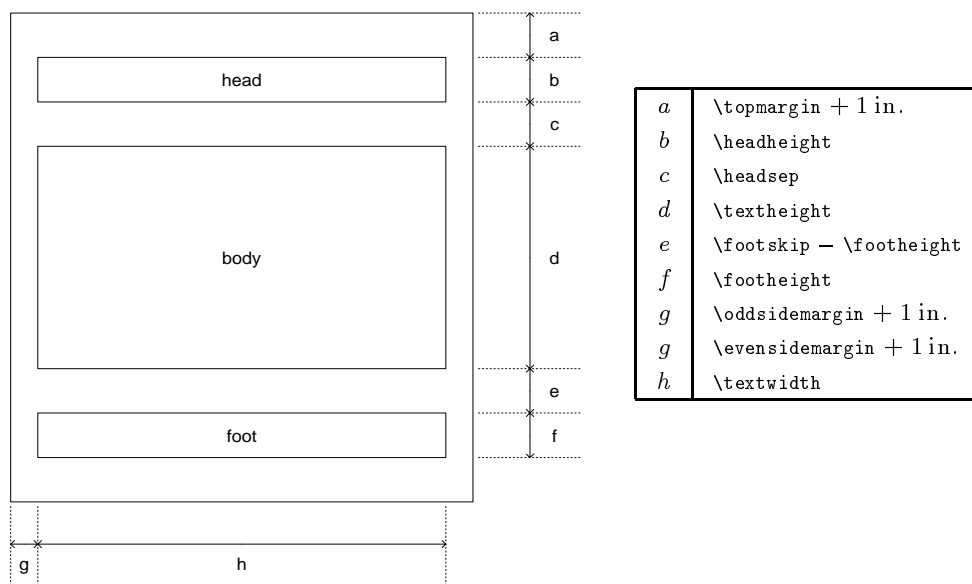 a
head
b
c
body
d
e
foot
f
g
h
a \topmargin + 1 in.
b \headheight
c \headsep
d \textheight
e \footskip − \footheight
f \footheight
g \oddsidemargin + 1 in.
g \evensidemargin + 1 in.
h \textwidth